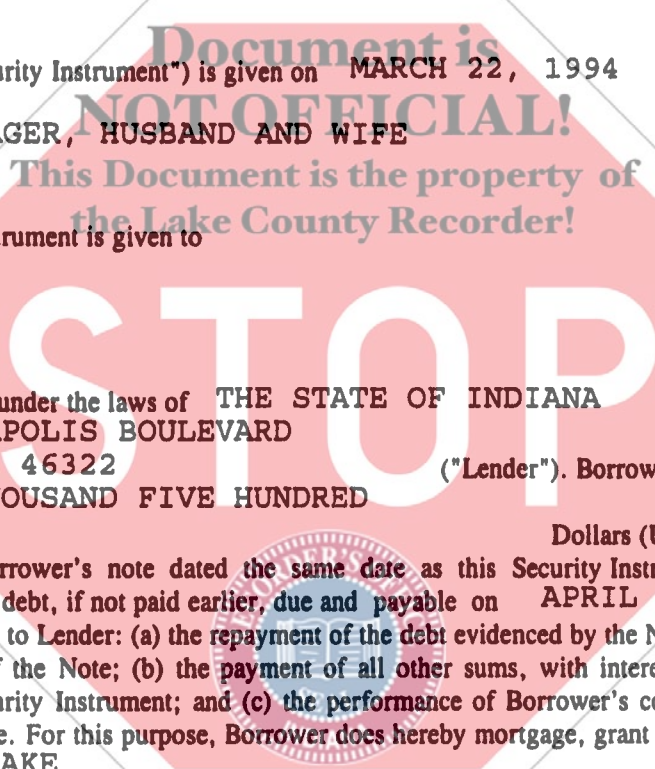 Document is
urity Instrument") is given on MARCH 22, 1994
NOT OFFICIAL!
AGER, HUSBAND AND WIFE
This Document is the property of
the Lake County Recorder!
rument is given to
STOP
under the laws of THE STATE OF INDIANA
APOLIS BOULEVARD
46322 ("Lender"). Borrow
OUSAND FIVE HUNDRED
Dollars (U
rrower's note dated the same date as this Security Instr
debt, if not paid earlier, due and payable on APRIL
to Lender: (a) the repayment of the debt evidenced by the N
f the Note; (b) the payment of all other sums, with intere
urity Instrument; and (c) the performance of Borrower's co
e. For this purpose, Borrower does hereby mortgage, grant
AKE